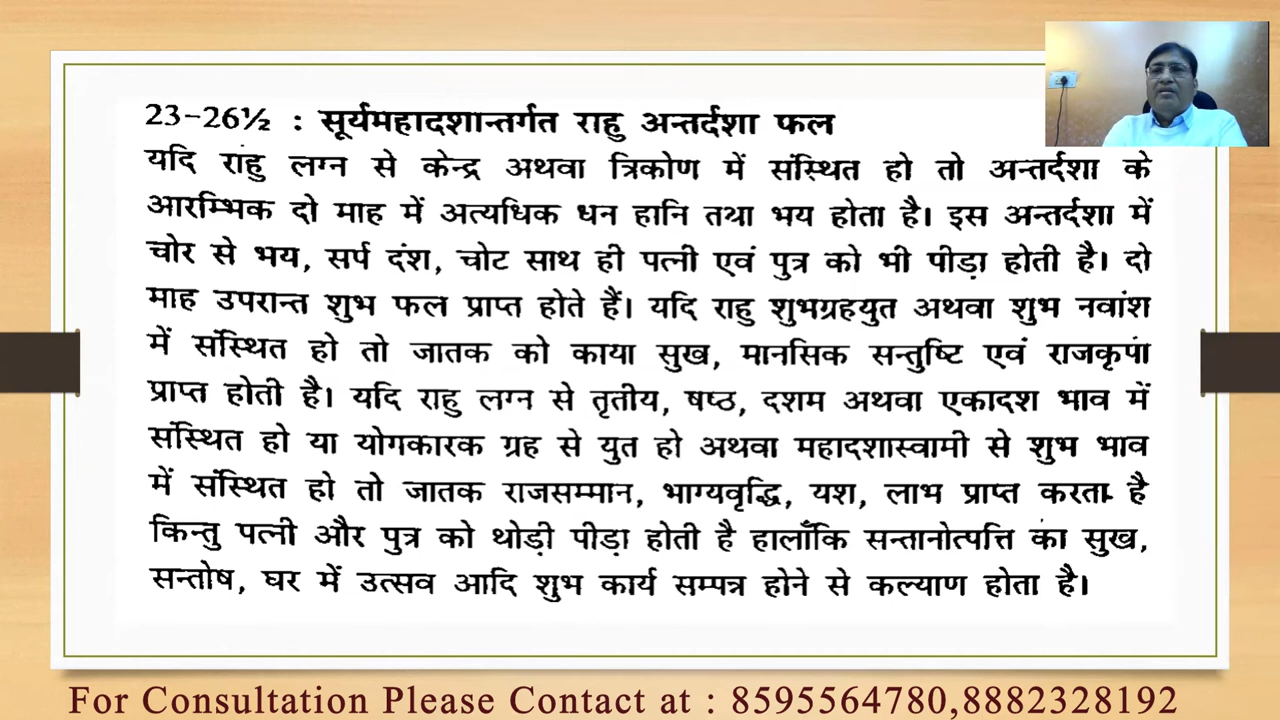 23-26½ : सूर्यमहादशान्तर्गत राहु अन्तर्दशा फल
यदि राहु लग्न से केन्द्र अथवा त्रिकोण में संस्थित हो तो अन्तर्दशा के
आरम्भिक दो माह में अत्यधिक धन हानि तथा भय होता है। इस अन्तर्दशा में
चोर से भय, सर्प दंश, चोट साथ ही पत्नी एवं पुत्र को भी पीड़ा होती है। दो
माह उपरान्त शुभ फल प्राप्त होते हैं। यदि राहु शुभग्रहयुत अथवा शुभ नवांश
में संस्थित हो तो जातक को काया सुख, मानसिक सन्तुष्टि एवं राजकृपा
प्राप्त होती है। यदि राहु लग्न से तृतीय, षष्ठ, दशम अथवा एकादश भाव में
संस्थित हो या योगकारक ग्रह से युत हो अथवा महादशास्वामी से शुभ भाव
में संस्थित हो तो जातक राजसम्मान, भाग्यवृद्धि, यश, लाभ प्राप्त करता है
किन्तु पत्नी और पुत्र को थोड़ी पीड़ा होती है हालाँकि सन्तानोत्पत्ति का सुख,
सन्तोष, घर में उत्सव आदि शुभ कार्य सम्पन्न होने से कल्याण होता है।
For Consultation Please Contact at : 8595564780,8882328192